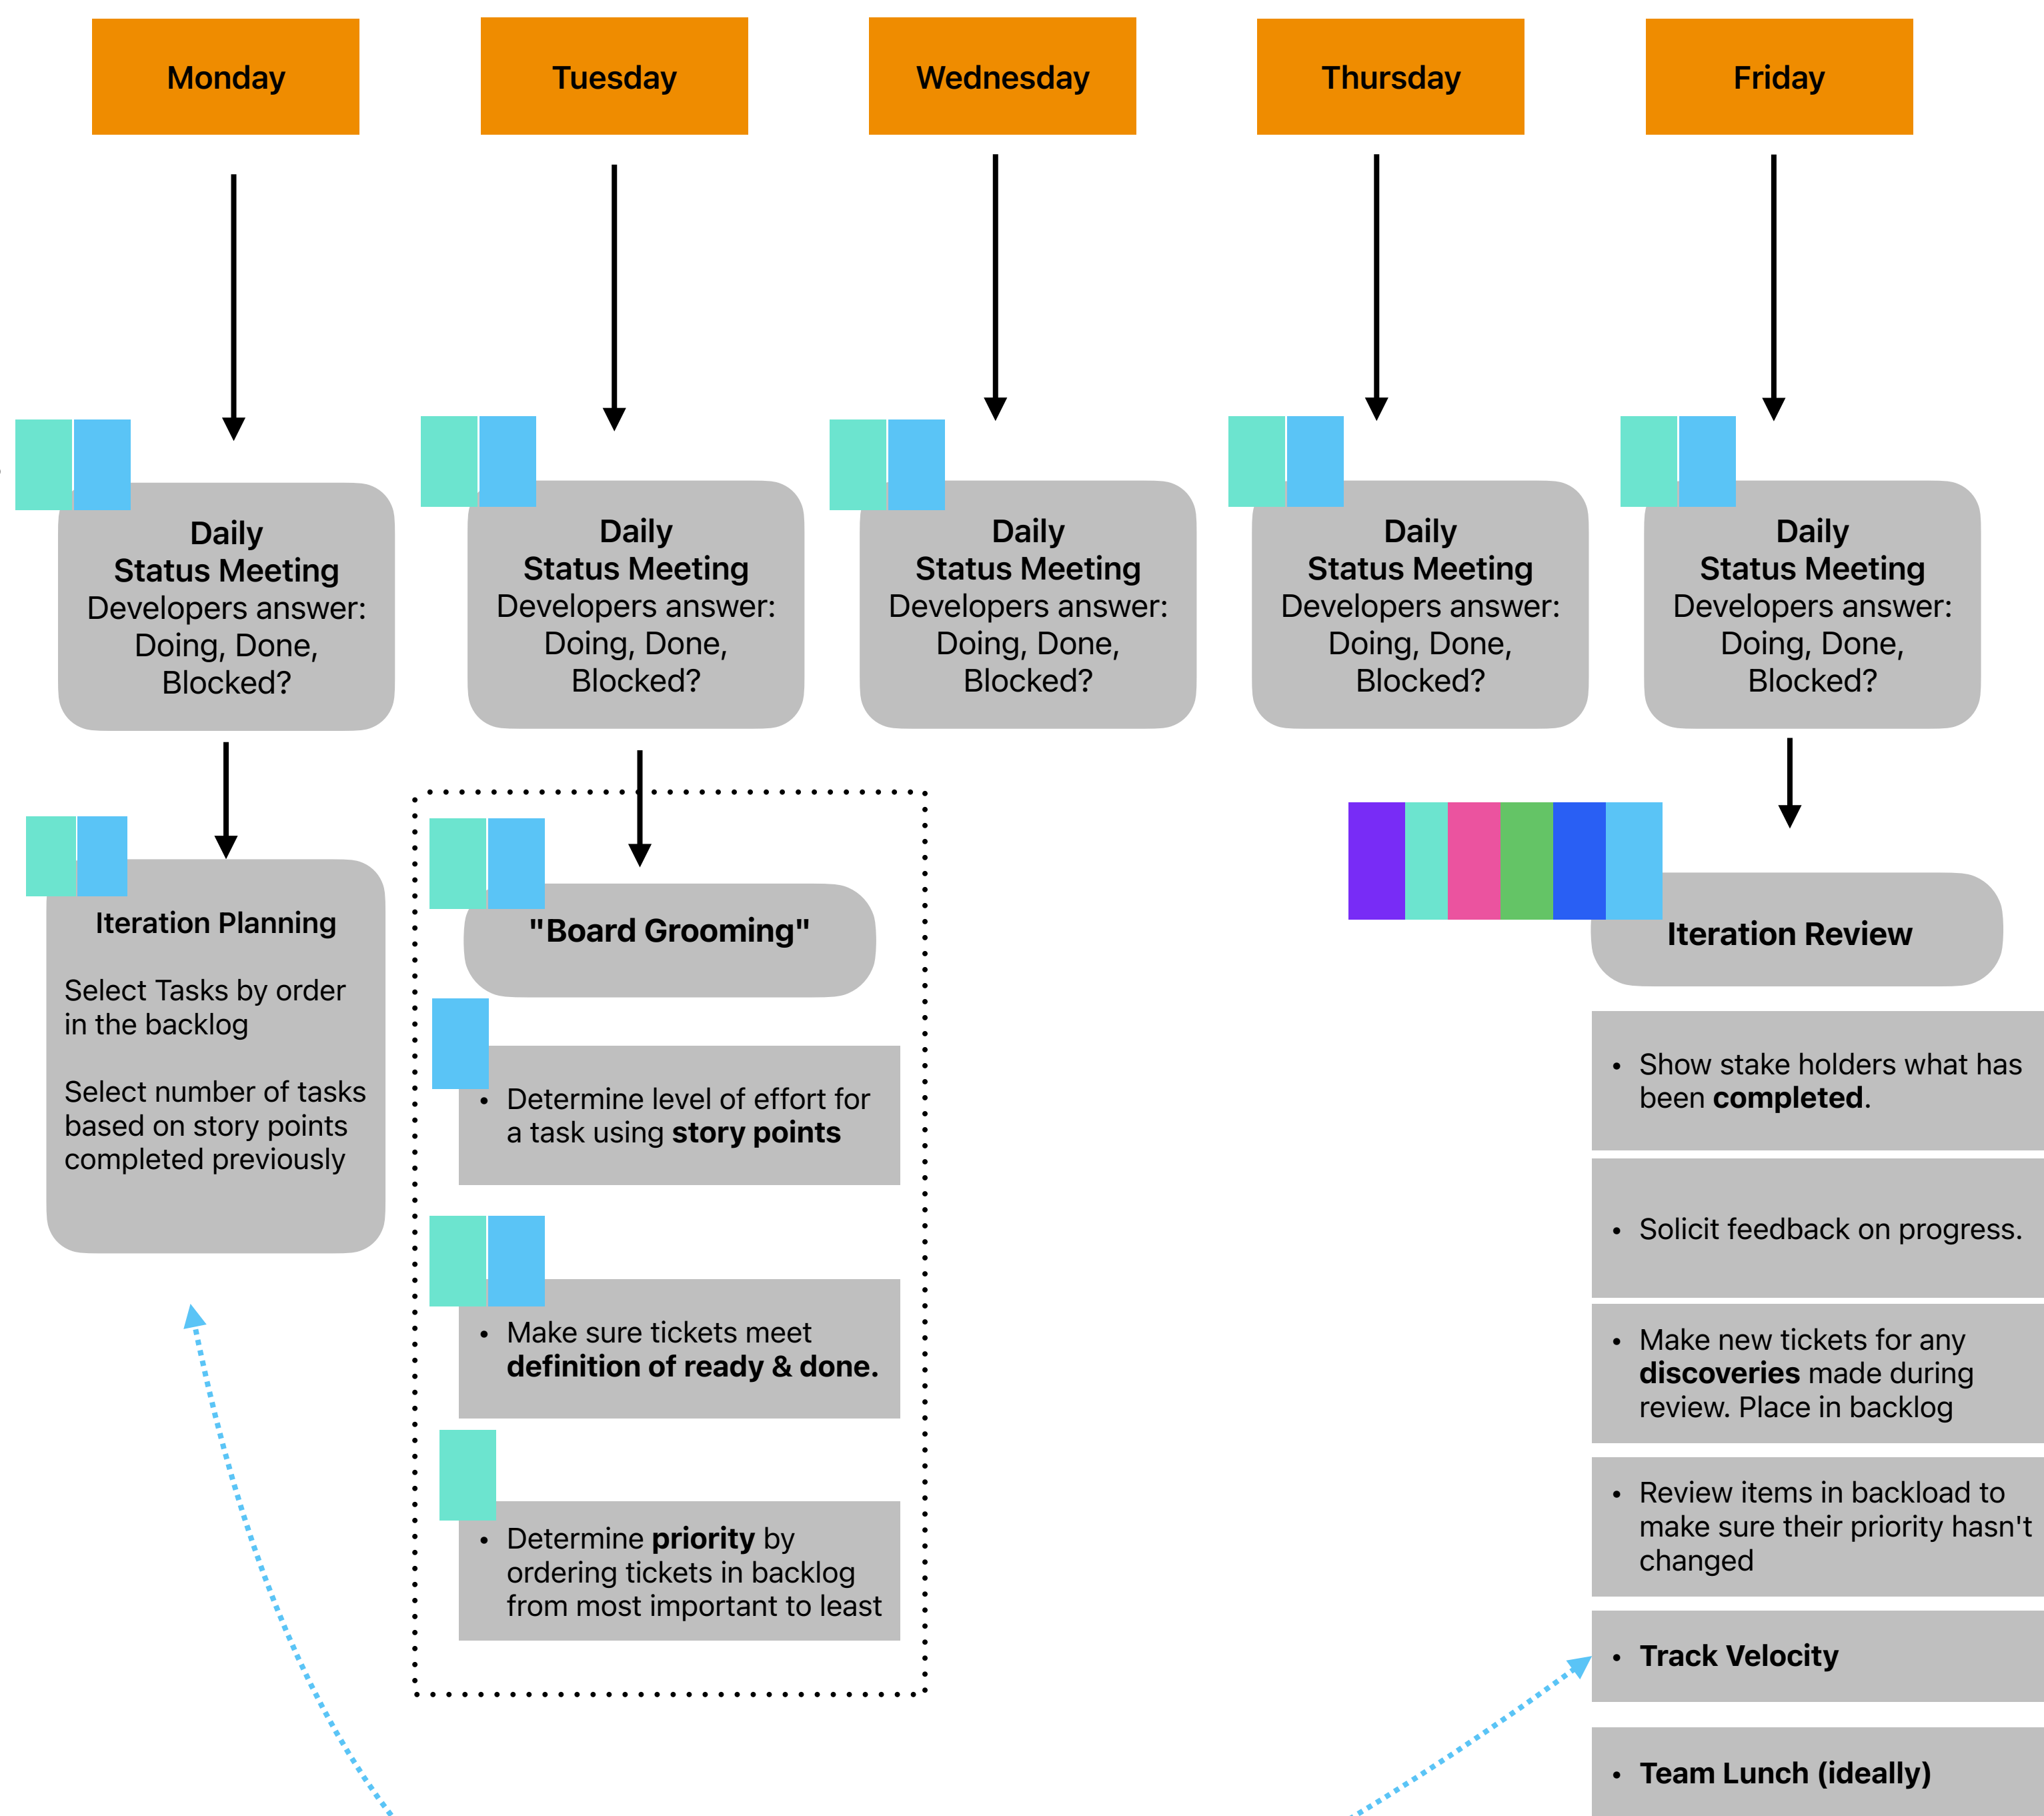 Monday
Tuesday
Wednesday
Thursday
Friday
Daily
Status Meeting
Developers answer:
Doing, Done,
Blocked?
Daily
Status Meeting
Developers answer:
Doing, Done,
Blocked?
Daily
Status Meeting
Developers answer:
Doing, Done,
Blocked?
Daily
Status Meeting
Developers answer:
Doing, Done,
Blocked?
Daily
Status Meeting
Developers answer:
Doing, Done,
Blocked?
Iteration Planning
Select Tasks by order
in the backlog
Select number of tasks
based on story points
completed previously
"Board Grooming"
• Determine level of effort for
a task using story points
• Make sure tickets meet
definition of ready & done.
• Determine priority by
ordering tickets in backlog
from most important to least
Iteration Review
• Show stake holders what has
been completed.
• Solicit feedback on progress.
• Make new tickets for any
discoveries made during
review. Place in backlog
• Review items in backload to
make sure their priority hasn't
changed
• Track Velocity
• Team Lunch (ideally)